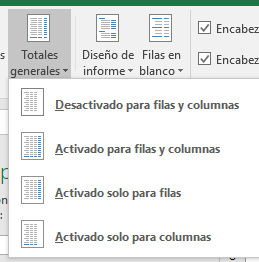 Totales
generales
Diseño de
informe
Filas en
blanco
Encabez
Encabez
Desactivado para filas y columnas
Activado para filas y columnas
Activado solo para filas
Activado solo para columnas